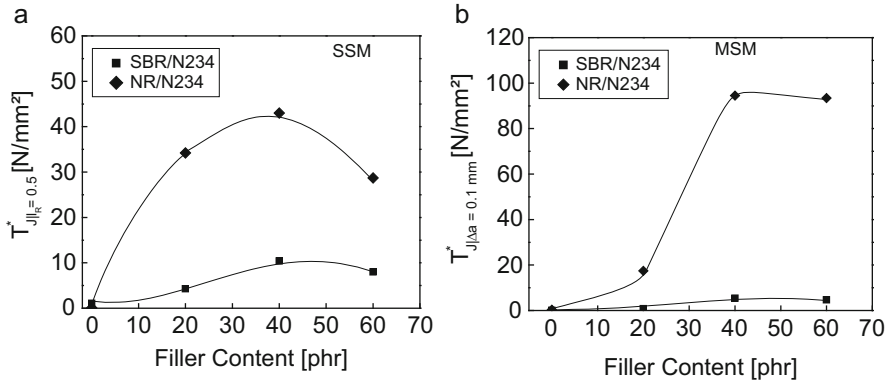 a
SSM
SBR/N234
NR/N234
60
50
40
30
20
10
0
T*J|lR= 0.5 [N/mm²]
0 10 20 30 40 50 60 70
Filler Content [phr]
b
MSM
SBR/N234
NR/N234
120
100
80
60
40
20
0
T*J|Δa = 0.1 mm [N/mm²]
0 10 20 30 40 50 60 70
Filler Content [phr]